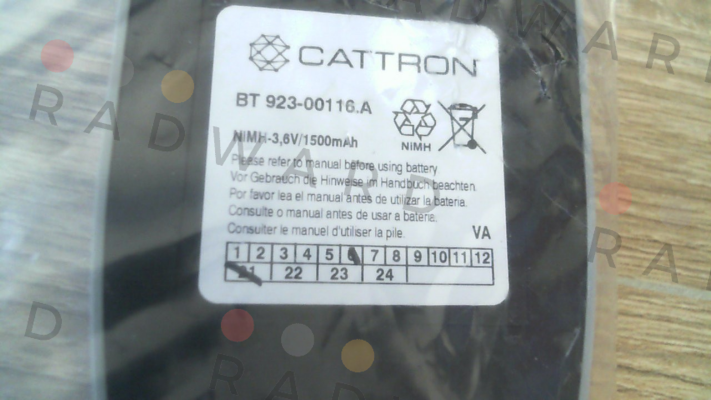 CATTRON
BT 923-00116.A
NiMH-3,6V/1500mAh
NiMH
Please refer to manual before using battery
Vor Gebrauch die Hinweise im Handbuch beachten.
Por favor lea el manual antes de utilizar la bateria.
Consulte o manual antes de usar a bateria.
Consulter le manuel d'utiliser la pile.
VA
1 2 3 4 5 6 7 8 9 10 11 12
21 22 23 24
RADWARD
RADWARD